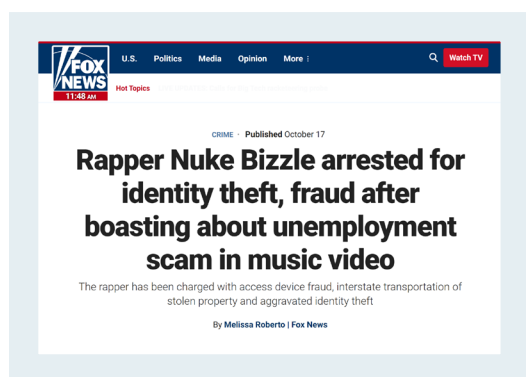 FOX
NEWS
11:48 AM
U.S. Politics Media Opinion More
Watch TV
Hot Topics
CRIME · Published October 17
Rapper Nuke Bizzle arrested for
identity theft, fraud after
boasting about unemployment
scam in music video
The rapper has been charged with access device fraud, interstate transportation of
stolen property and aggravated identity theft
By Melissa Roberto | Fox News